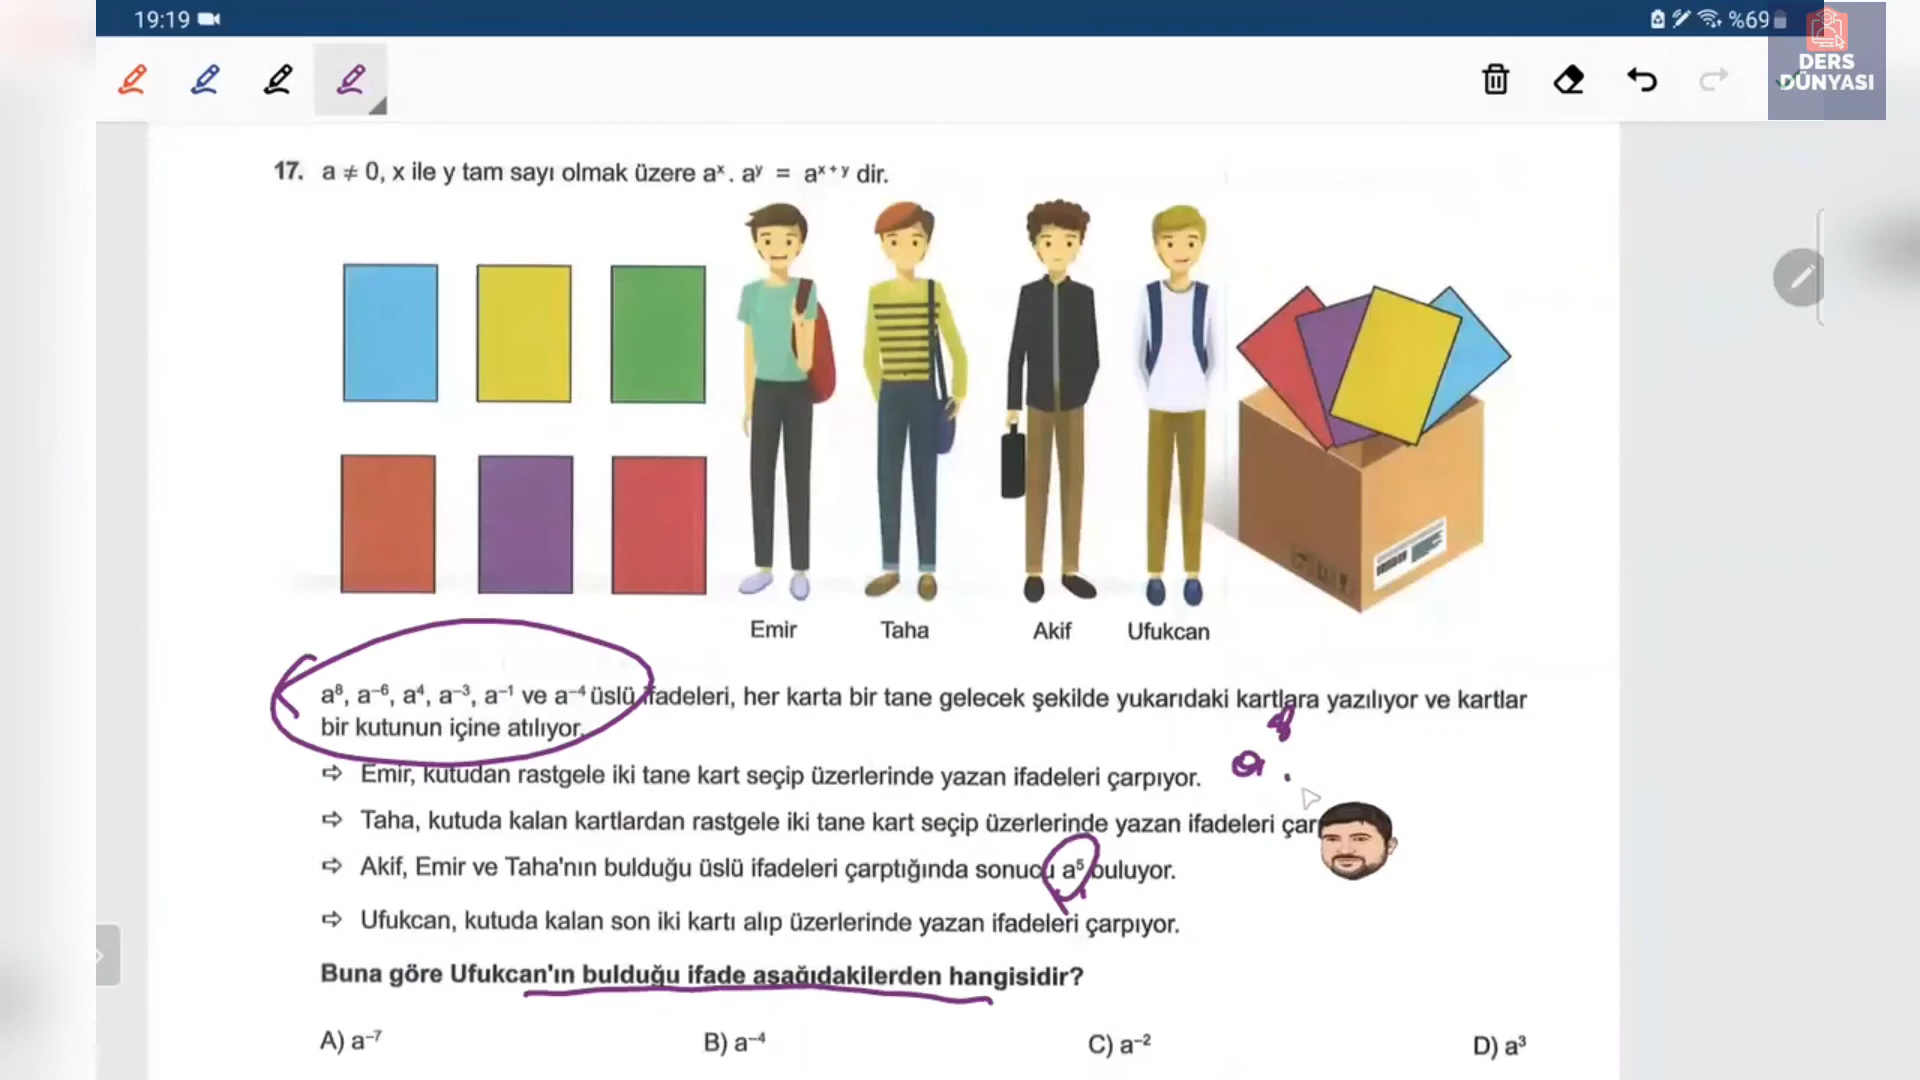 19:19
%69
DERS
DÜNYASI
17. a ≠ 0, x ile y tam sayı olmak üzere aˣ . aʸ = aˣ⁺ʸ dir.
Emir Taha Akif Ufukcan
a⁸, a⁻⁶, a⁴, a⁻³, a⁻¹ ve a⁻⁴ üslü ifadeleri, her karta bir tane gelecek şekilde yukarıdaki kartlara yazılıyor ve kartlar
bir kutunun içine atılıyor.
a⁸ .
⇨ Emir, kutudan rastgele iki tane kart seçip üzerlerinde yazan ifadeleri çarpıyor.
⇨ Taha, kutuda kalan kartlardan rastgele iki tane kart seçip üzerlerinde yazan ifadeleri
⇨ Akif, Emir ve Taha'nın bulduğu üslü ifadeleri çarptığında sonucu a⁵ buluyor.
⇨ Ufukcan, kutuda kalan son iki kartı alıp üzerlerinde yazan ifadeleri çarpıyor.
Buna göre Ufukcan'ın bulduğu ifade aşağıdakilerden hangisidir?
A) a⁻⁷ B) a⁻⁴ C) a⁻² D) a³